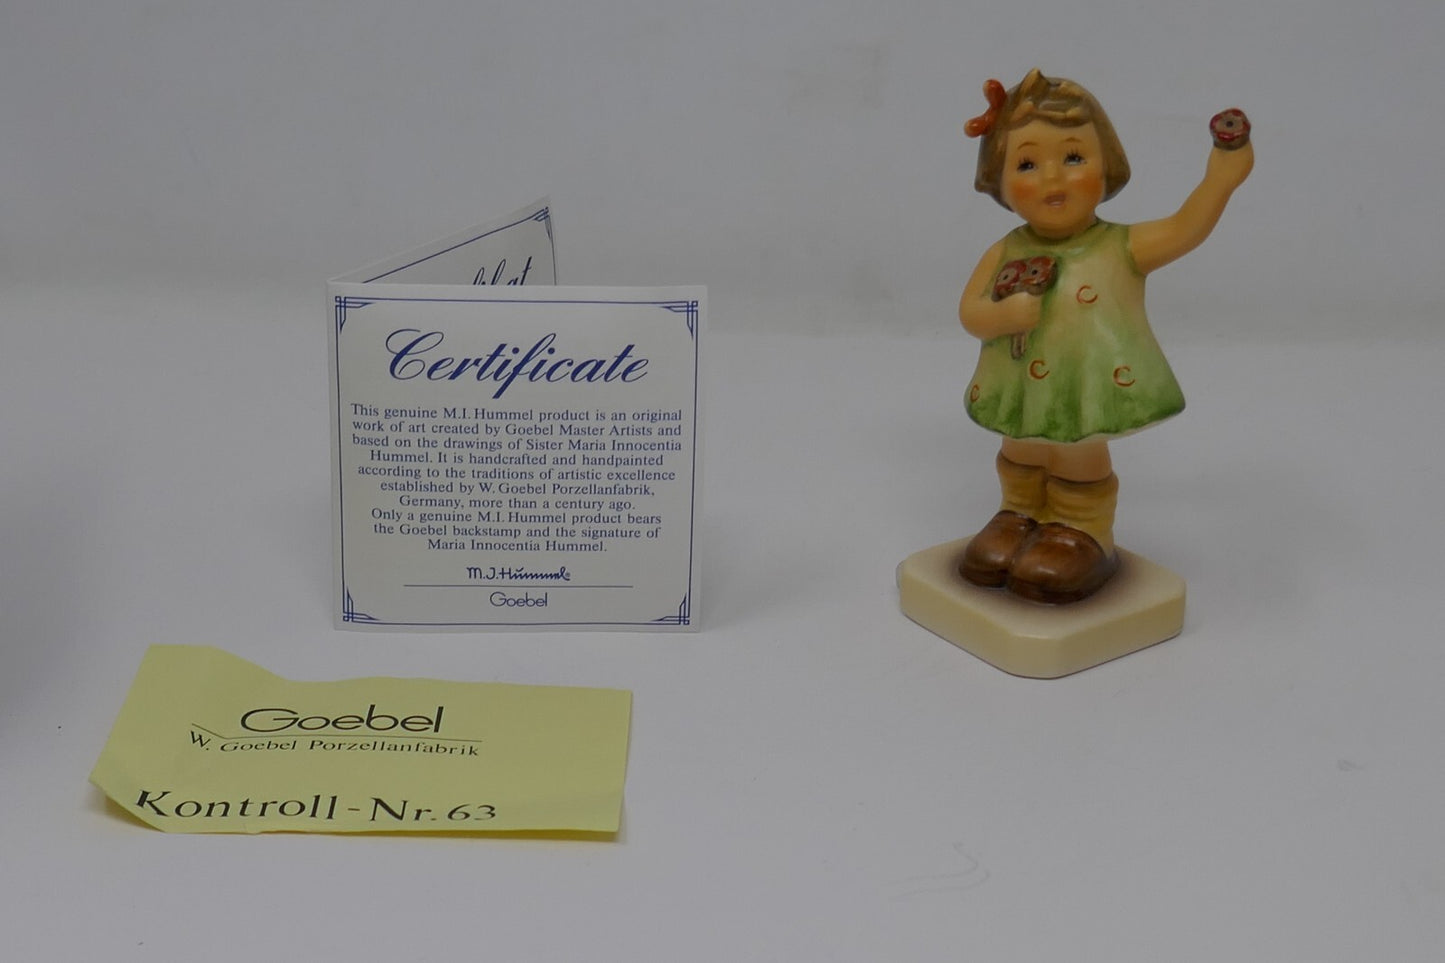 Certificate
This genuine M.I. Hummel product is an original
work of art created by Goebel Master Artists and
based on the drawings of Sister Maria Innocentia
Hummel. It is handcrafted and handpainted
according to the traditions of artistic excellence
established by W. Goebel Porzellanfabrik,
Germany, more than a century ago.
Only a genuine M.I. Hummel product bears
the Goebel backstamp and the signature of
Maria Innocentia Hummel.
M.J. Hummel®
Goebel
Goebel
W. Goebel Porzellanfabrik
Kontroll-Nr. 63